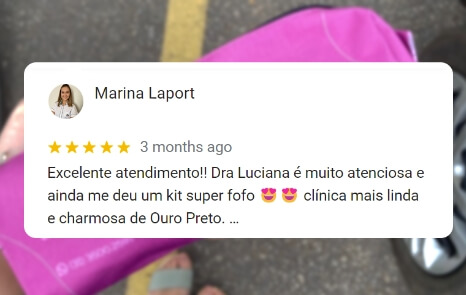 Marina Laport
3 months ago
Excelente atendimento!! Dra Luciana é muito atenciosa e
ainda me deu um kit super fofo 😍 😍 clínica mais linda
e charmosa de Ouro Preto. ...